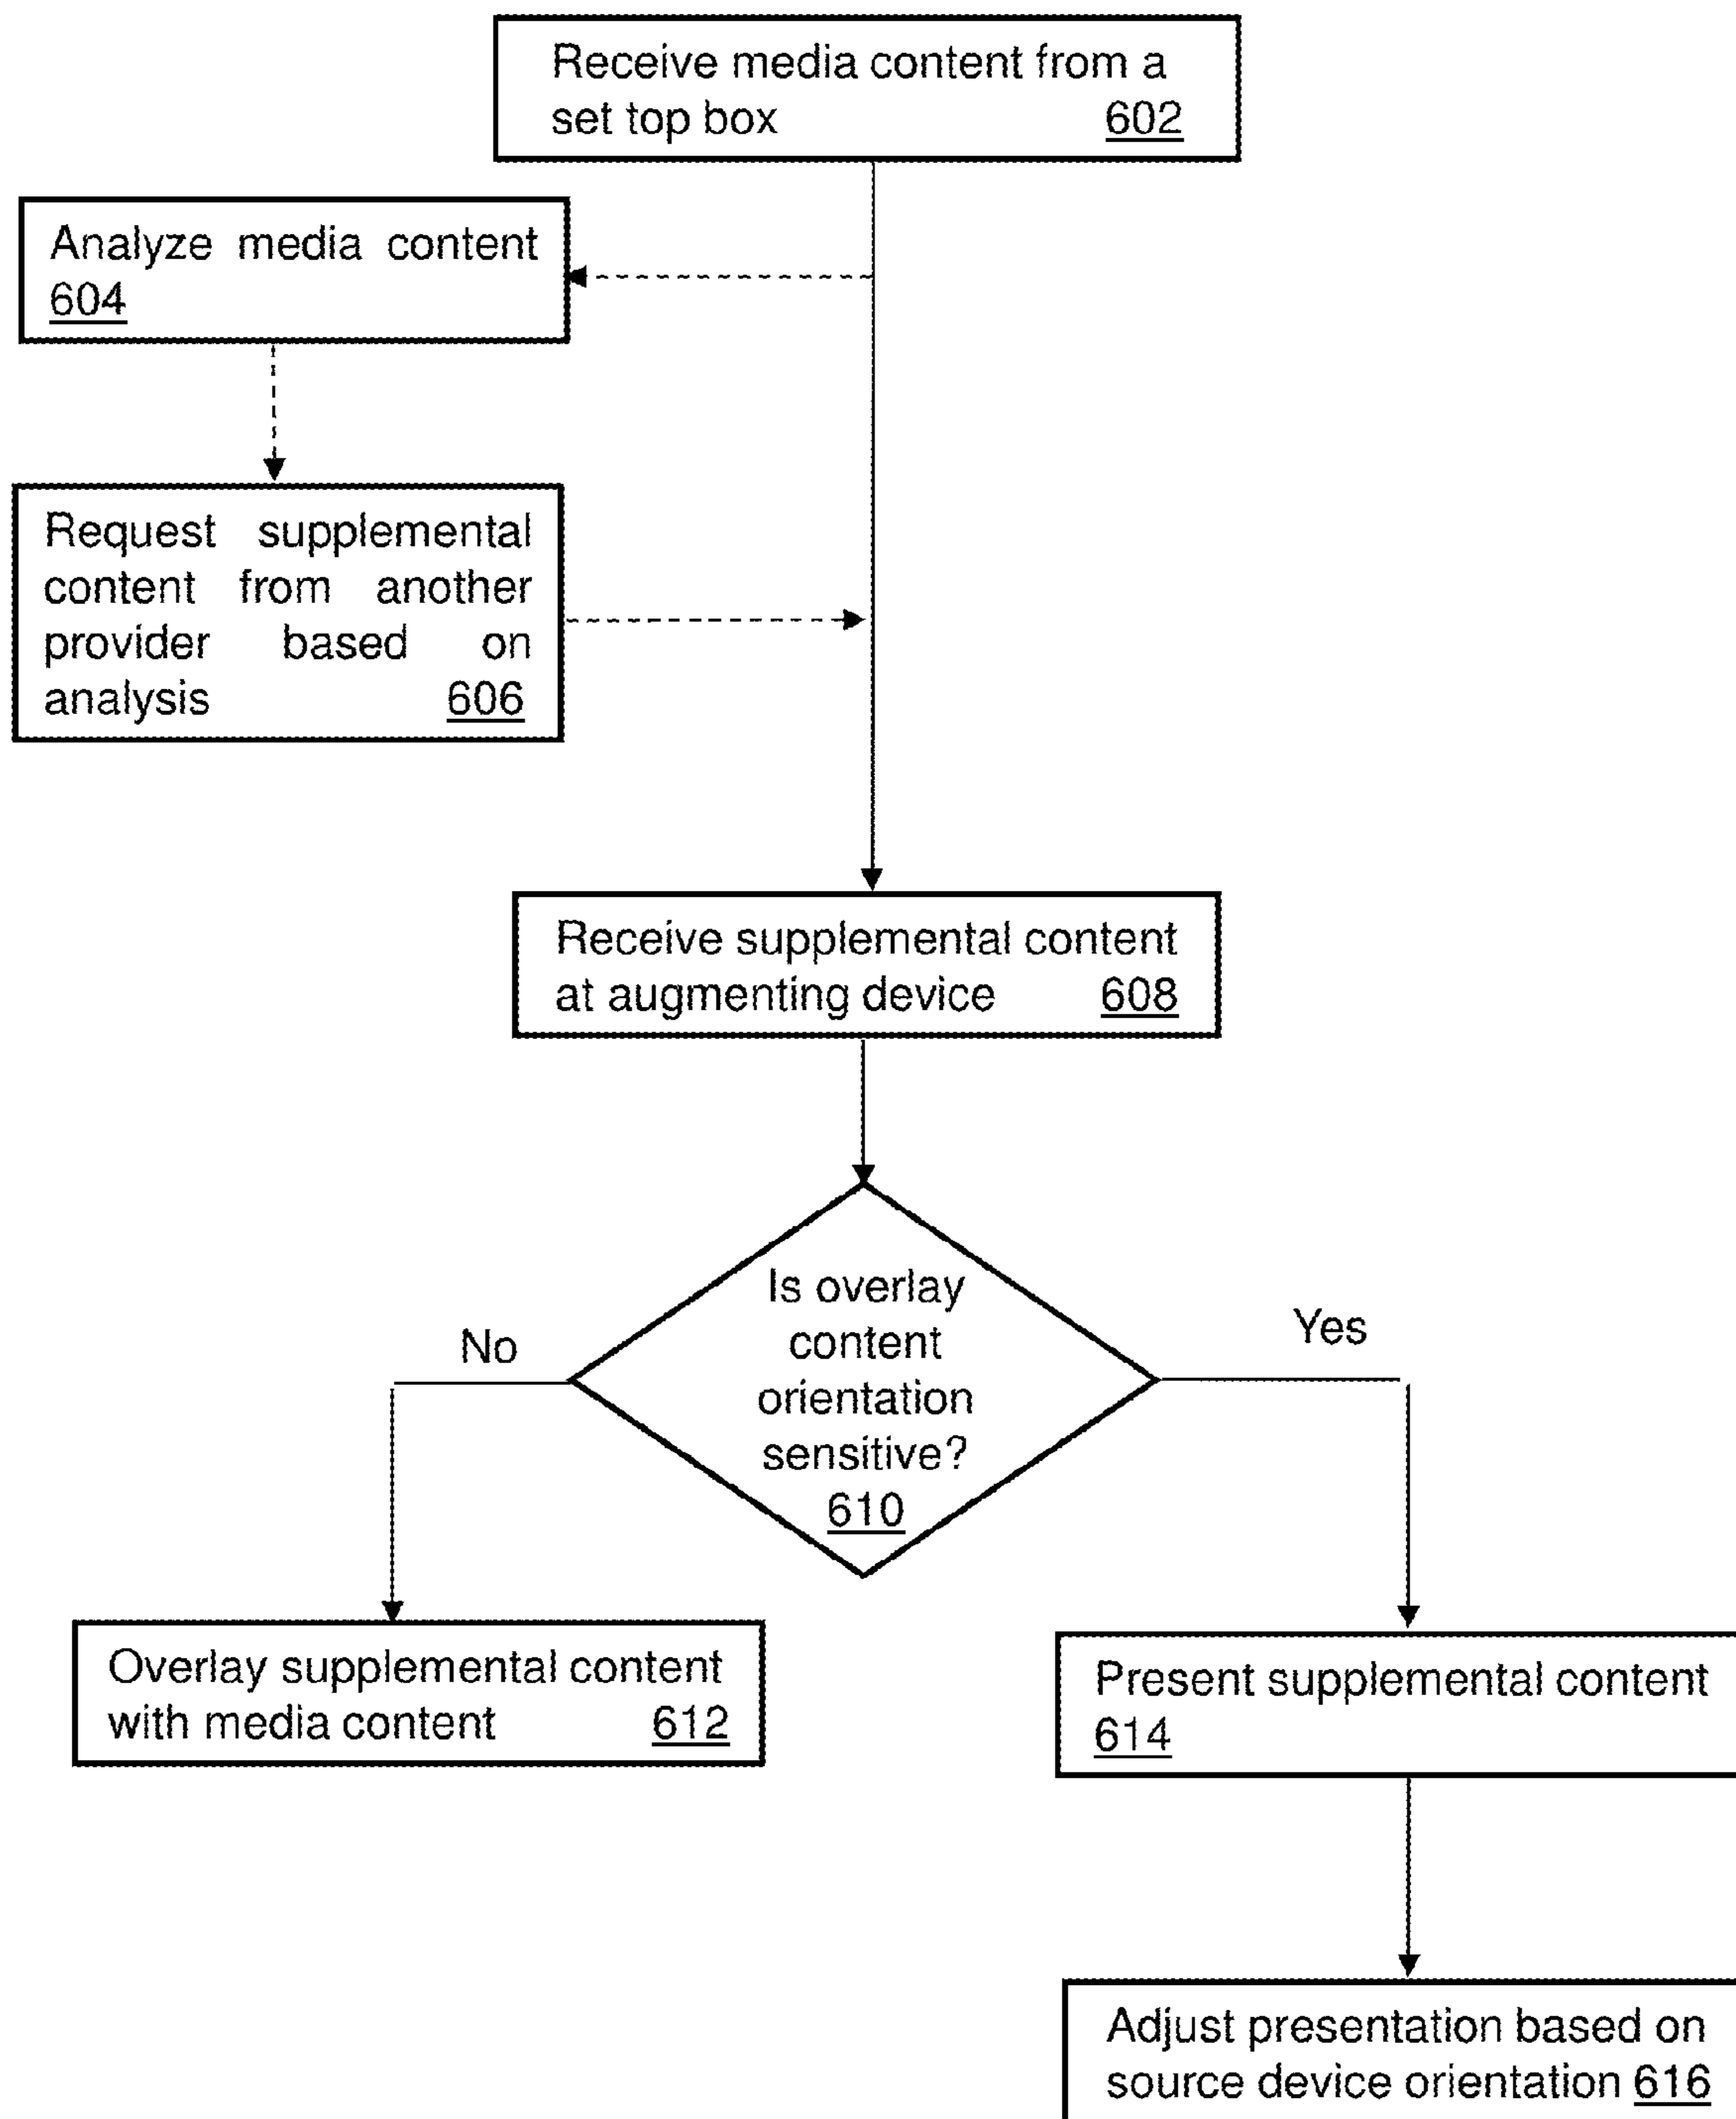 Receive media content from a
set top box 602
Analyze media content
604
Request supplemental
content from another
provider based on
analysis 606
Receive supplemental content
at augmenting device 608
Is overlay
content
orientation
sensitive?
610
No
Yes
Overlay supplemental content
with media content 612
Present supplemental content
614
Adjust presentation based on
source device orientation 616